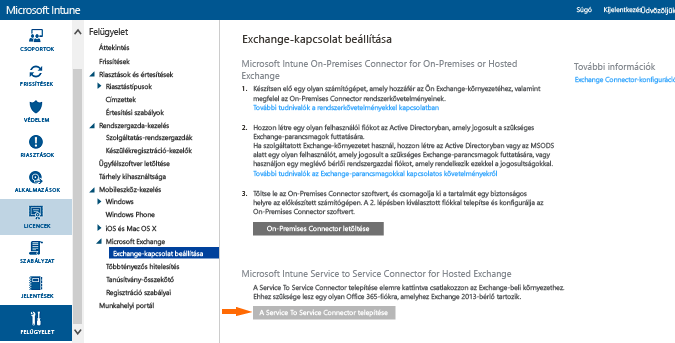 Microsoft Intune
Súgó
Kijelentkezés
Üdvözöljük
CSOPORTOK
FRISSÍTÉSEK
VÉDELEM
RIASZTÁSOK
ALKALMAZÁSOK
LICENCEK
SZABÁLYZAT
JELENTÉSEK
FELÜGYELET
Felügyelet
Áttekintés
Frissítések
Riasztások és értesítések
Riasztástípusok
Címzettek
Értesítési szabályok
Rendszergazda-kezelés
Szolgáltatás-rendszergazdák
Készülékregisztráció-kezelők
Ügyfélszoftver letöltése
Tárhely kihasználtsága
Mobileszköz-kezelés
Windows
Windows Phone
iOS és Mac OS X
Microsoft Exchange
Exchange-kapcsolat beállítása
Többtényezős hitelesítés
Tanúsítvány-összekötő
Regisztráció szabályai
Munkahelyi portál
Exchange-kapcsolat beállítása
Microsoft Intune On-Premises Connector for On-Premises or Hosted
Exchange
1. Készítsen elő egy olyan számítógépet, amely hozzáfér az Ön Exchange-környezetéhez, valamint
megfelel az On-Premises Connector rendszerkövetelményeinek.
További tudnivalók a rendszerkövetelményekkel kapcsolatban
2. Hozzon létre egy olyan felhasználói fiókot az Active Directoryban, amely jogosult a szükséges
Exchange-parancsmagok futtatására.
Ha szolgáltatott Exchange-környezetet használ, hozzon létre az Active Directoryban vagy az MSODS
alatt egy olyan felhasználót, amely jogosult a szükséges Exchange-parancsmagok futtatására, vagy
használjon egy meglévő bérlői rendszergazdai fiókot, amely rendelkezik ezekkel a jogosultságokkal.
További tudnivalók az Exchange-parancsmagokkal kapcsolatos követelményekről
3. Töltse le az On-Premises Connector szoftvert, és csomagolja ki a tartalmát egy biztonságos
helyre az előkészített számítógépen. A 2. lépésben kiválasztott fiókkal telepítse és konfigurálja az
On-Premises Connector szoftvert.
On-Premises Connector letöltése
Microsoft Intune Service to Service Connector for Hosted Exchange
A Service To Service Connector telepítése elemre kattintva csatlakozzon az Exchange-beli környezethez.
Ehhez szüksége lesz egy olyan Office 365-fiókra, amelyhez Exchange 2013-bérlő tartozik.
A Service To Service Connector telepítése
További információk
Exchange Connector-konfiguráció